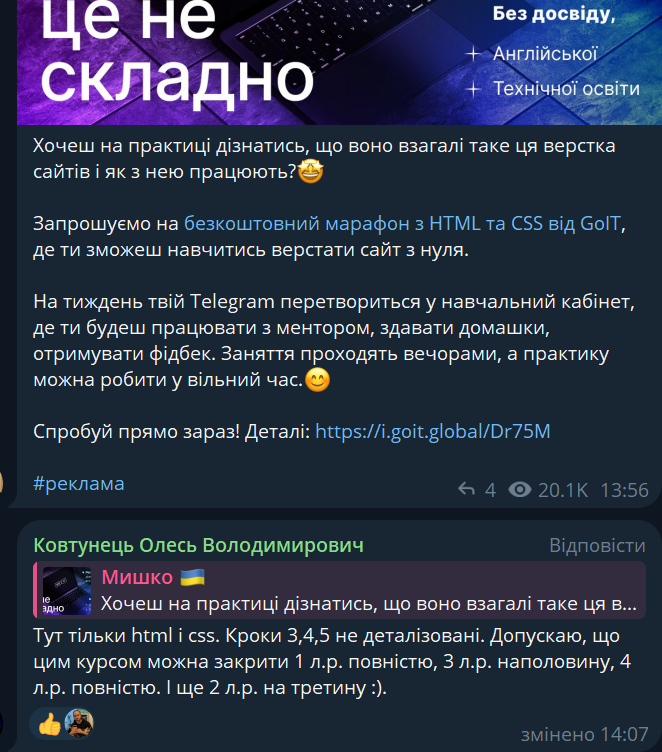 це не
складно
Без досвіду,
Англійської
Технічної освіти
Хочеш на практиці дізнатись, що воно взагалі таке ця верстка
сайтів і як з нею працюють?🤩
Запрошуємо на безкоштовний марафон з HTML та CSS від GoIT,
де ти зможеш навчитись верстати сайт з нуля.
На тиждень твій Telegram перетвориться у навчальний кабінет,
де ти будеш працювати з ментором, здавати домашки,
отримувати фідбек. Заняття проходять вечорами, а практику
можна робити у вільний час.😊
Спробуй прямо зараз! Деталі: https://i.goit.global/Dr75M
#реклама
4 20.1K 13:56
Ковтунець Олесь Володимирович Відповісти
Мишко 🇺🇦
Хочеш на практиці дізнатись, що воно взагалі таке ця в...
Тут тільки html і css. Кроки 3,4,5 не деталізовані. Допускаю, що
цим курсом можна закрити 1 л.р. повністю, 3 л.р. наполовину, 4
л.р. повністю. І ще 2 л.р. на третину :).
змінено 14:07